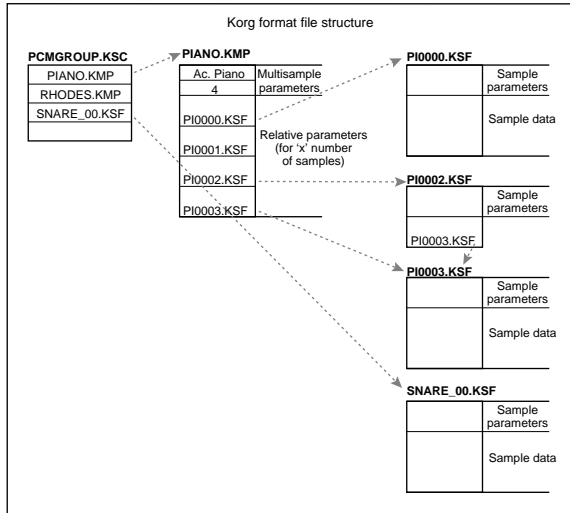 Korg format file structure
PCMGROUP.KSC
PIANO.KMP
RHODES.KMP
SNARE_00.KSF
PIANO.KMP
Ac. Piano
4
Multisample
parameters
PI0000.KSF
PI0001.KSF
PI0002.KSF
PI0003.KSF
Relative parameters
(for ‘x’ number
of samples)
PI0000.KSF
Sample
parameters
Sample data
PI0002.KSF
Sample
parameters
PI0003.KSF
PI0003.KSF
Sample
parameters
Sample data
SNARE_00.KSF
Sample
parameters
Sample data